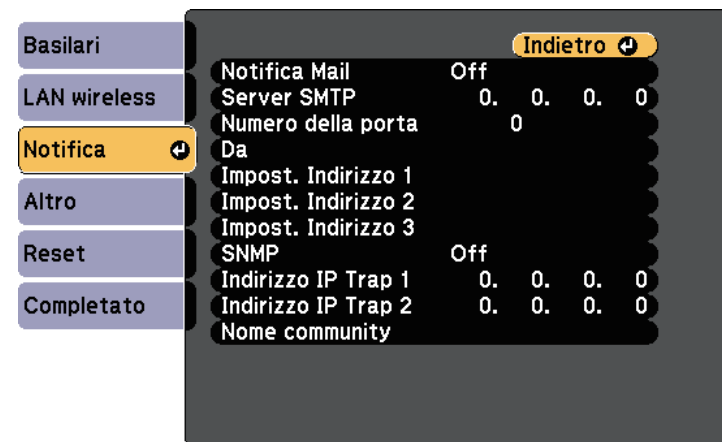 Basilari
LAN wireless
Notifica
Altro
Reset
Completato
Indietro
Notifica Mail Off
Server SMTP 0. 0. 0. 0
Numero della porta 0
Da
Impost. Indirizzo 1
Impost. Indirizzo 2
Impost. Indirizzo 3
SNMP Off
Indirizzo IP Trap 1 0. 0. 0. 0
Indirizzo IP Trap 2 0. 0. 0. 0
Nome community